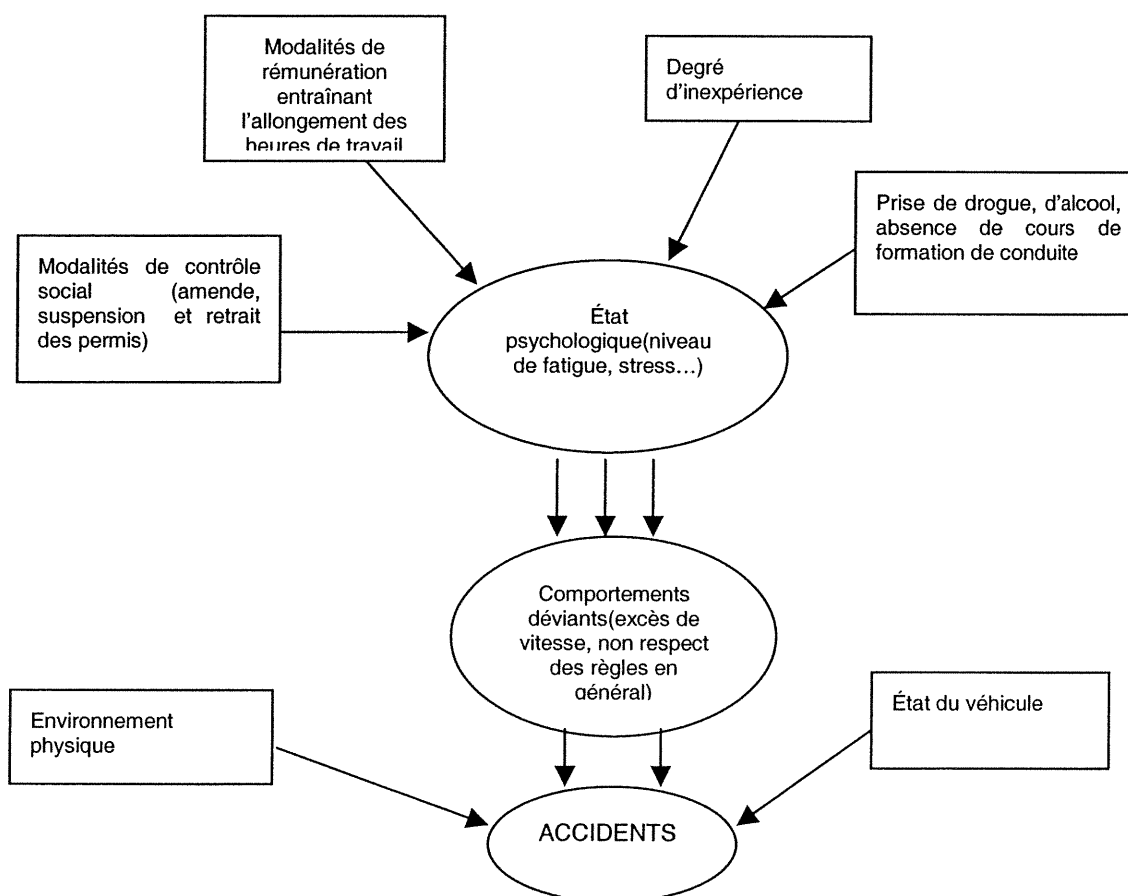 Modalités de
rémunération
entraînant
l'allongement des
heures de travail
Degré
d'inexpérience
Prise de drogue, d'alcool,
absence de cours de
formation de conduite
Modalités de contrôle
social (amende,
suspension et retrait
des permis)
État
psychologique(niveau
de fatigue, stress...)
Comportements
déviants(excès de
vitesse, non respect
des règles en
général)
Environnement
physique
État du véhicule
ACCIDENTS